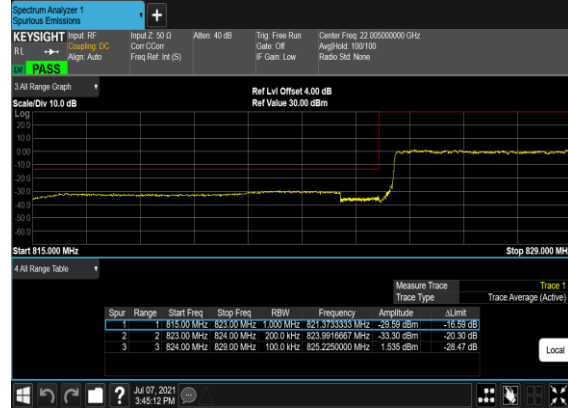 Spectrum Analyzer 1
Spurious Emissions
+
KEYSIGHT Input: RF Input Z: 50 Ω Atten: 40 dB Trig: Free Run Center Freq: 22.005000000 GHz
RL Coupling: DC Corr CCorr Gate: Off Avg|Hold: 100/100
Align: Auto Freq Ref: Int (S) IF Gain: Low Radio Std: None
PASS
3 All Range Graph
Ref Lvl Offset 4.00 dB
Scale/Div 10.0 dB Ref Value 30.00 dBm
Log
20.0
10.0
0.00
-10.0
-20.0
-30.0
-40.0
-50.0
-60.0
Start 815.000 MHz Stop 829.000 MH
4 All Range Table
Measure Trace Trace 1
Trace Type Trace Average (Active)
Spur Range Start Freq Stop Freq RBW Frequency Amplitude ΔLimit
1 1 815.00 MHz 823.00 MHz 1.000 MHz 821.3733333 MHz -29.59 dBm -16.59 dB
2 2 823.00 MHz 824.00 MHz 200.0 kHz 823.9916667 MHz -33.30 dBm -20.30 dB
3 3 824.00 MHz 829.00 MHz 100.0 kHz 825.2250000 MHz 1.535 dBm -28.47 dB
Local
? Jul 07, 2021
3:45:12 PM